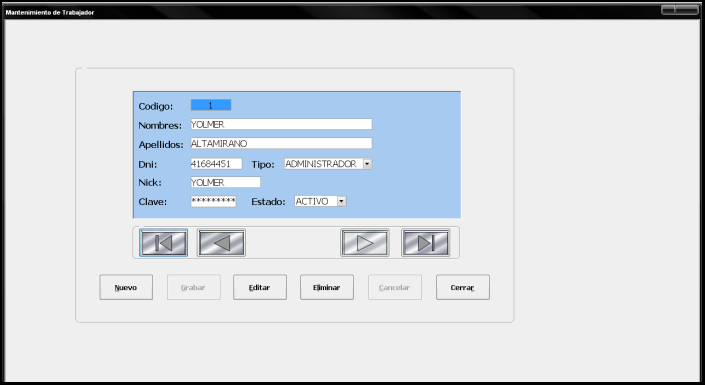 Mantenimiento de Trabajador
Codigo: 1
Nombres: YOLMER
Apellidos: ALTAMIRANO
Dni: 41684451 Tipo: ADMINISTRADOR
Nick: YOLMER
Clave: ********* Estado: ACTIVO
Nuevo Grabar Editar Eliminar Cancelar Cerrar